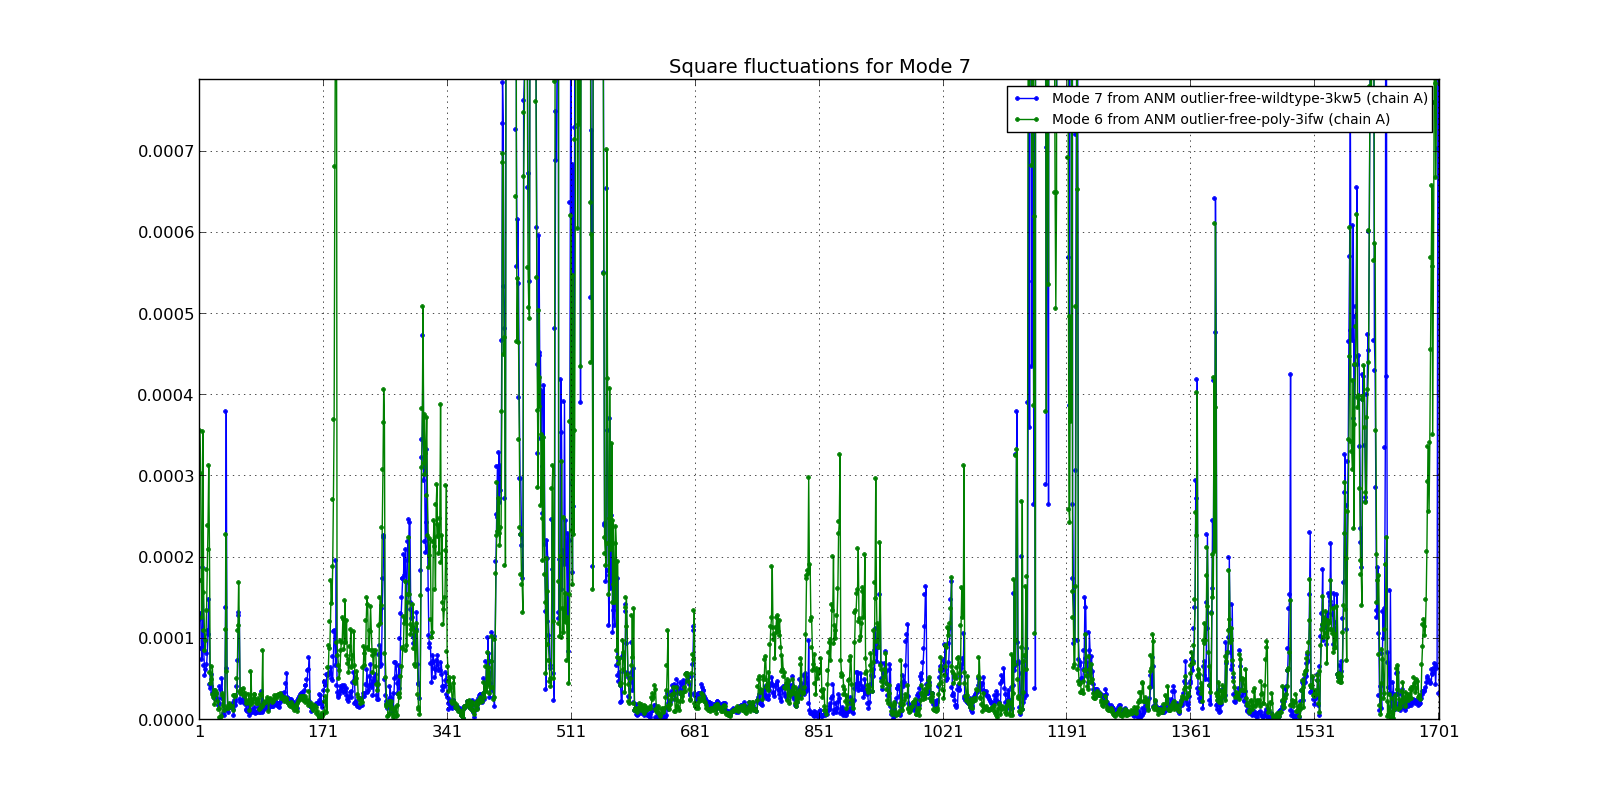 Square fluctuations for Mode 7
Mode 7 from ANM outlier-free-wildtype-3kw5 (chain A)
Mode 6 from ANM outlier-free-poly-3ifw (chain A)
0.0007
0.0006
0.0005
0.0004
0.0003
0.0002
0.0001
0.0000
1 171 341 511 681 851 1021 1191 1361 1531 1701